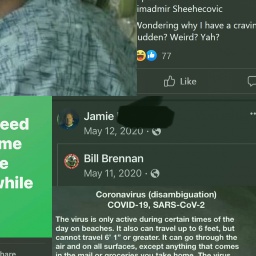 imadmir Sheehecovic
Wondering why I have a cravin
udden? Weird? Yah?
77
Like
eed
me
e
while
hare
Jamie
May 12, 2020 ·
Bill Brennan
May 11, 2020 ·
Coronavirus (disambiguation)
COVID-19, SARS-CoV-2
The virus is only active during certain times of the
day on beaches. It also can travel up to 6 feet, but
cannot travel 6' 1" or greater. It can go through the
air and on all surfaces, except anything that comes
in the mail or groceries you take home. The virus